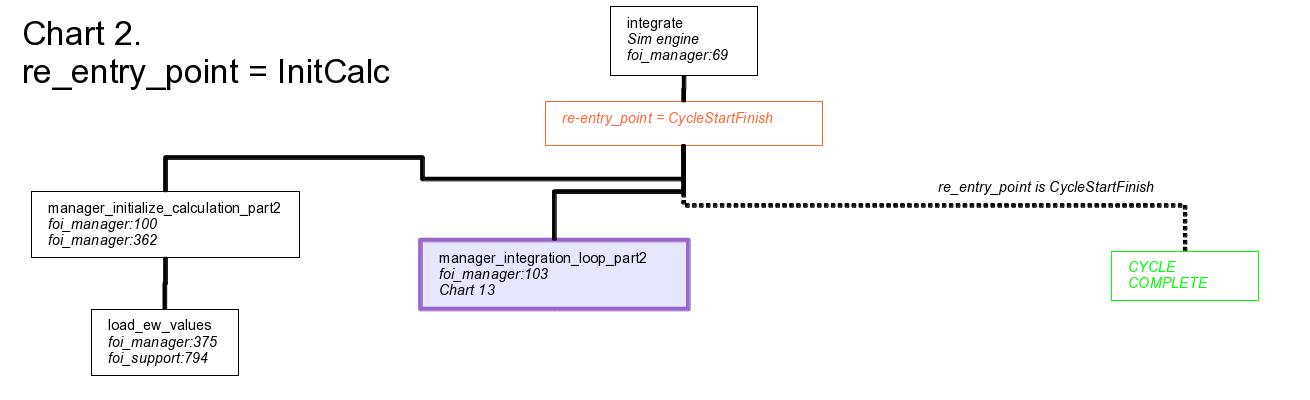 Chart 2.
re_entry_point = InitCalc
integrate
Sim engine
foi_manager:69
re-entry_point = CycleStartFinish
re_entry_point is CycleStartFinish
manager_initialize_calculation_part2
foi_manager:100
foi_manager:362
manager_integration_loop_part2
foi_manager:103
Chart 13
CYCLE
COMPLETE
load_ew_values
foi_manager:375
foi_support:794